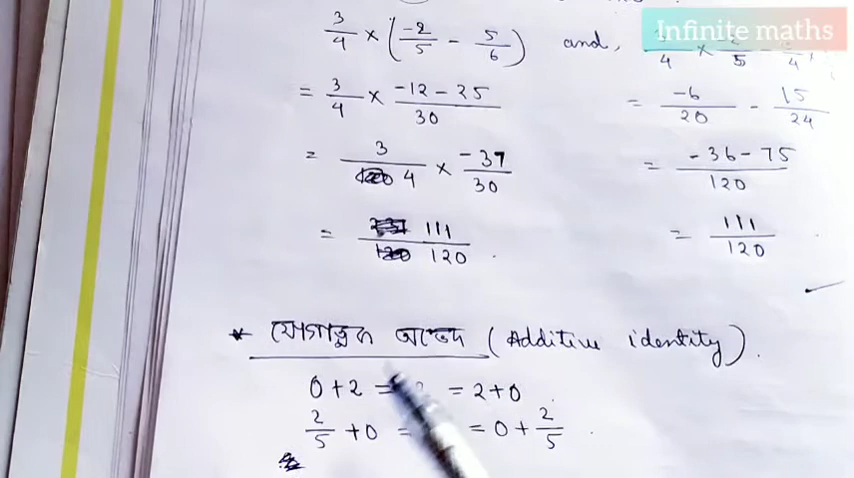 Infinite maths
3/4 × (-2/5 - 5/6) and,
= 3/4 × (-12-25)/30 = -6/20 - 15/24
= 3/4 × -37/30 = (-36-75)/120
= 111/120 = 111/120
* যোগাত্মক অভেদ (Additive identity).
0+2 = = 2+0
2/5 +0 = = 0+ 2/5